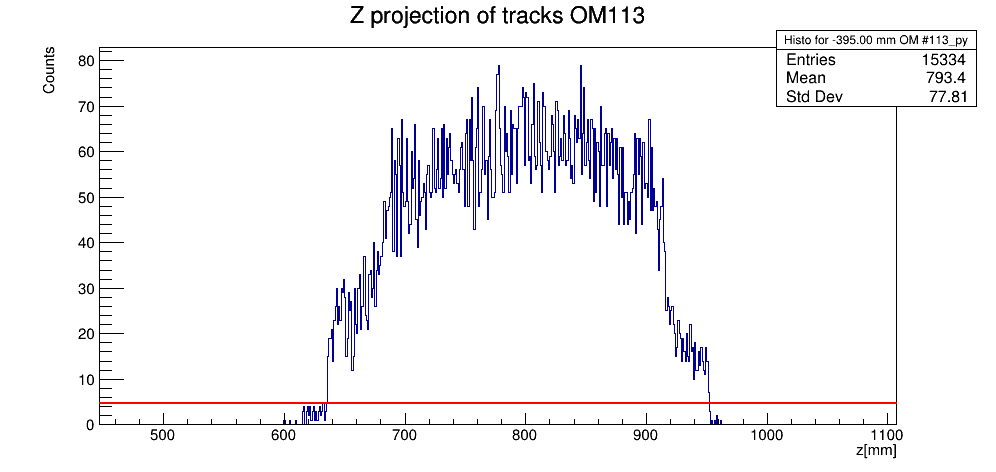 Z projection of tracks OM113
Histo for -395.00 mm OM #113_py
Entries 15334
Mean 793.4
Std Dev 77.81
Counts
80
70
60
50
40
30
20
10
0
500 600 700 800 900 1000 1100
z[mm]